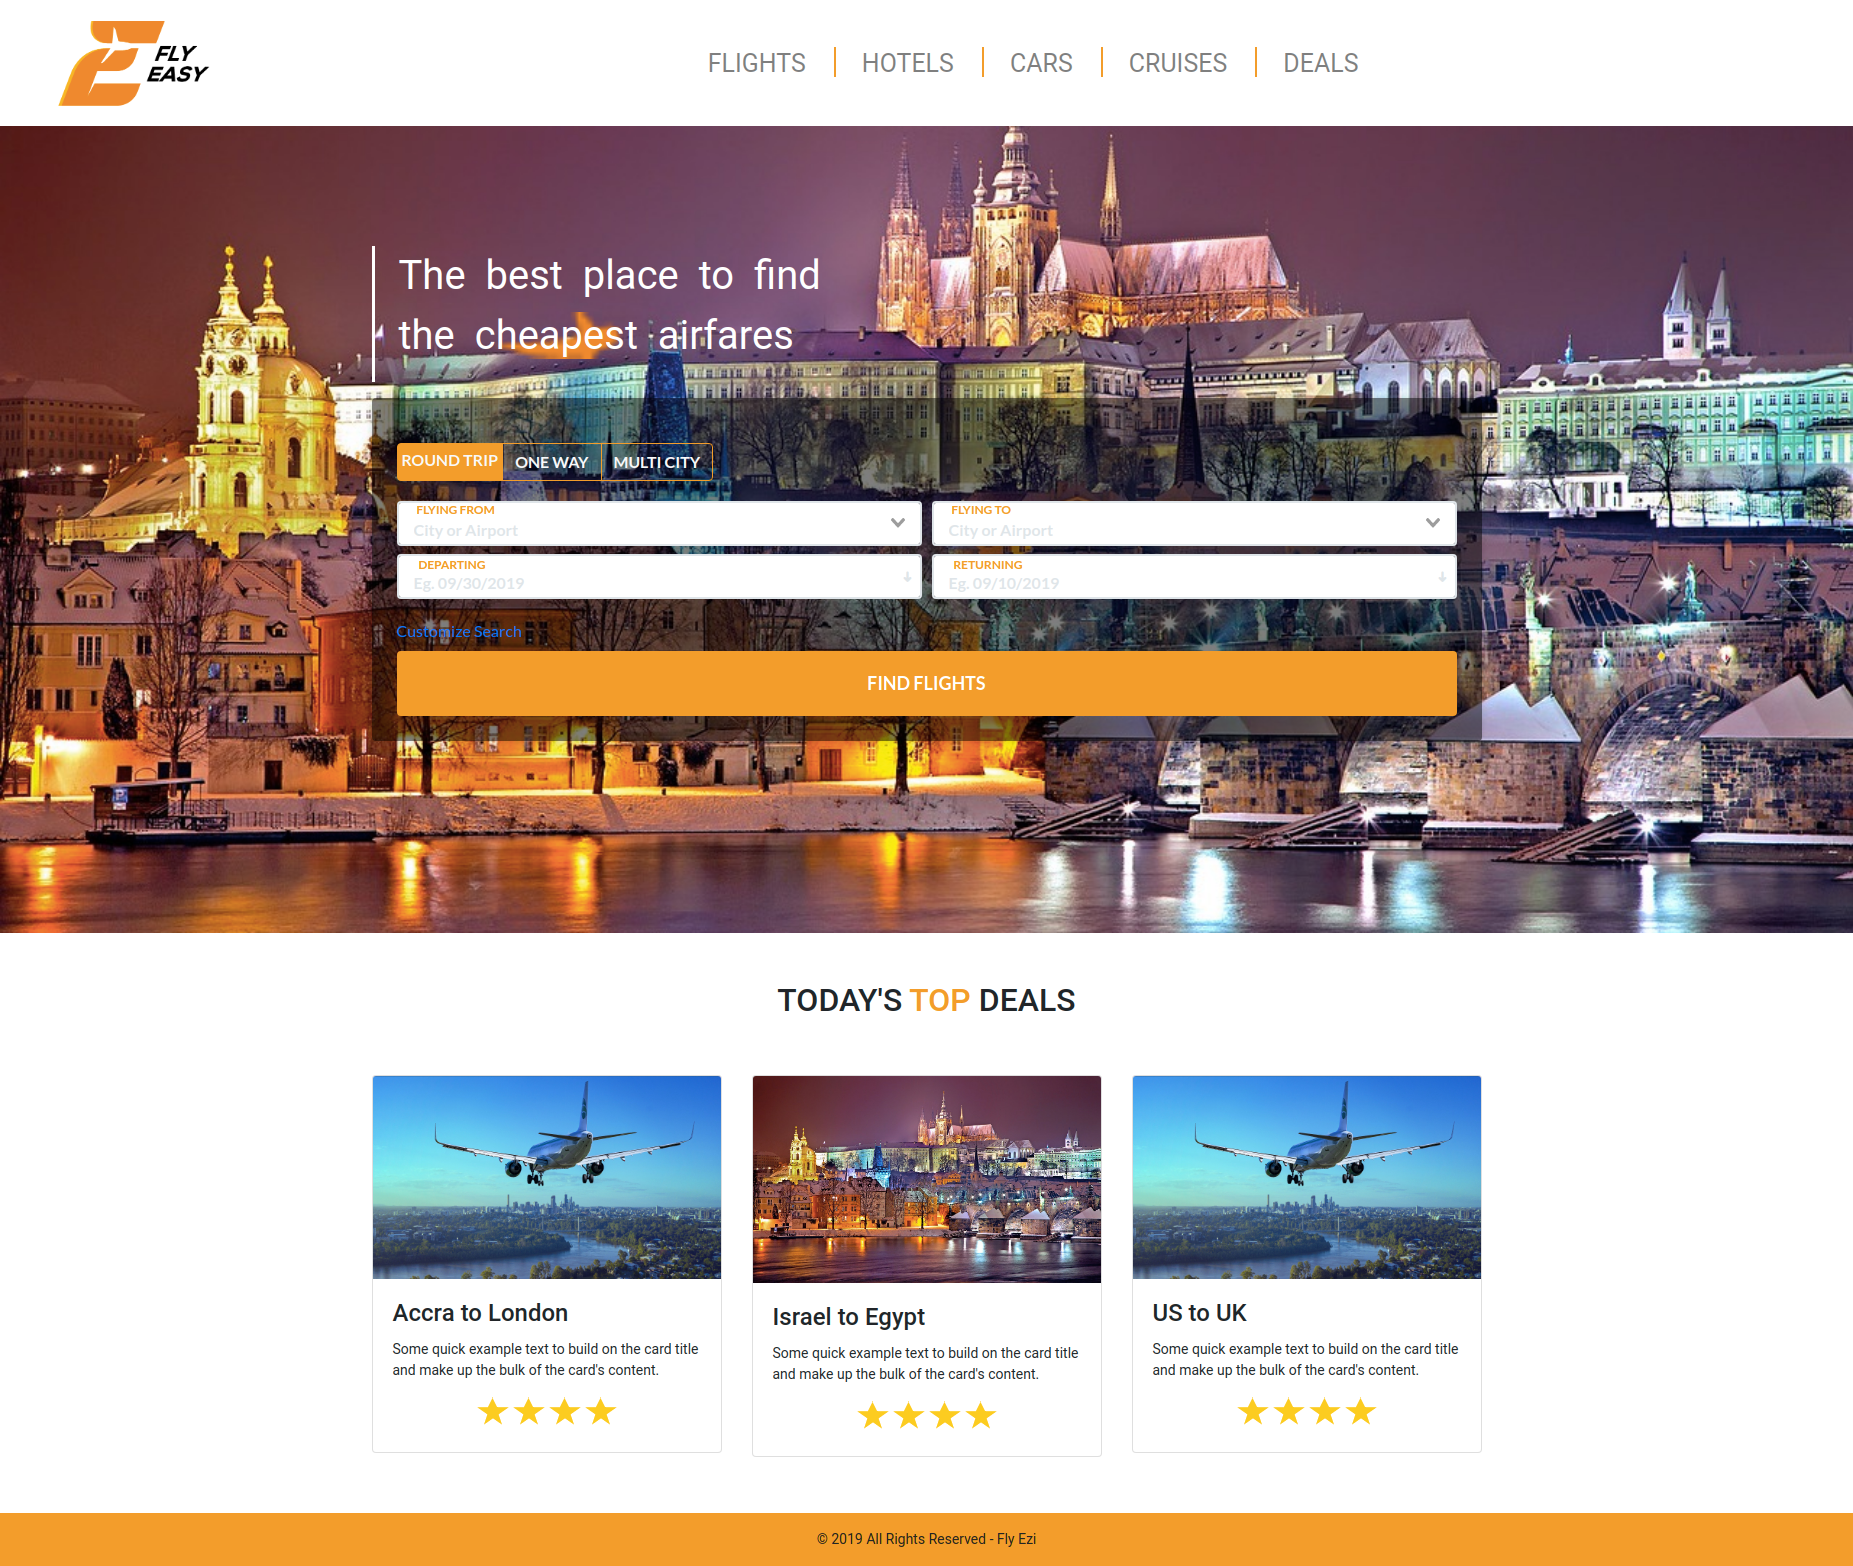 FLY
EASY
FLIGHTS
HOTELS
CARS
CRUISES
DEALS
The best place to find
the cheapest airfares
ROUND TRIP
ONE WAY
MULTI CITY
FLYING FROM
City or Airport
FLYING TO
City or Airport
DEPARTING
Eg. 09/30/2019
RETURNING
Eg. 09/10/2019
Customize Search
FIND FLIGHTS
TODAY'S TOP DEALS
Accra to London
Some quick example text to build on the card title
and make up the bulk of the card's content.
Israel to Egypt
Some quick example text to build on the card title
and make up the bulk of the card's content.
US to UK
Some quick example text to build on the card title
and make up the bulk of the card's content.
© 2019 All Rights Reserved - Fly Ezi